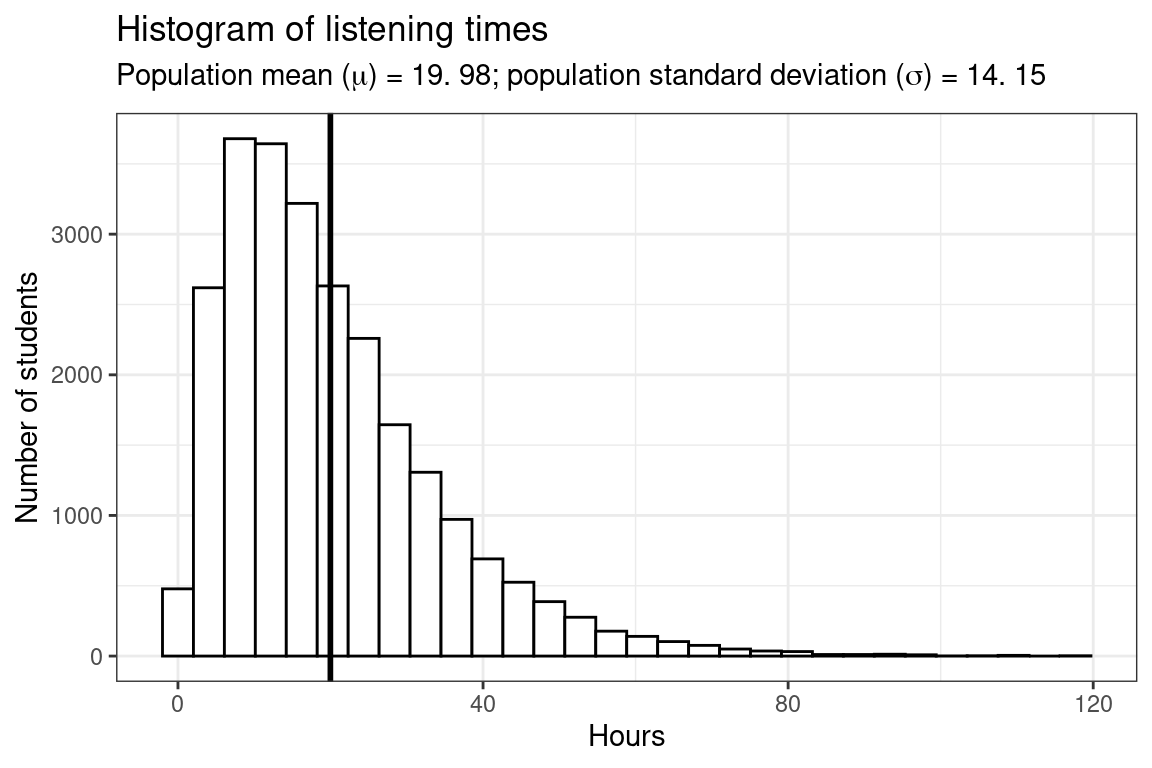 Histogram of listening times
Population mean (μ) = 19. 98; population standard deviation (σ) = 14. 15
Number of students
3000
2000
1000
0
0 40 80 120
Hours